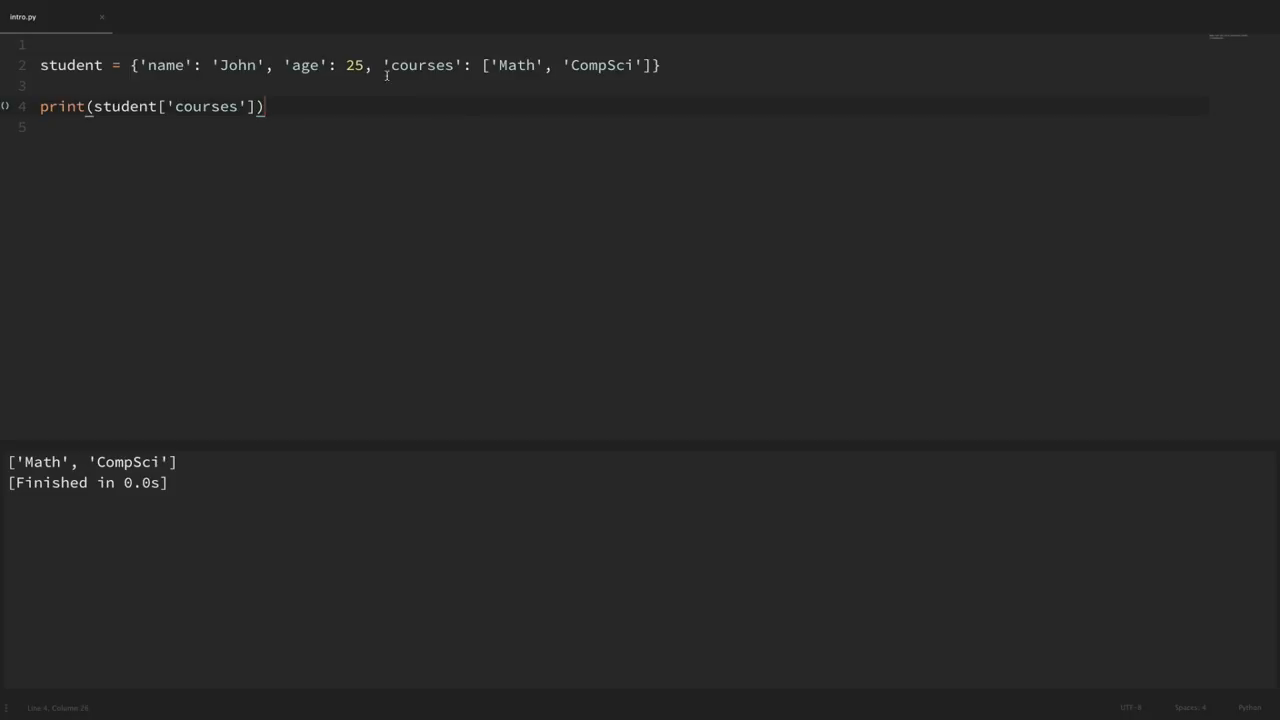 intro.py ×
1
2 student = {'name': 'John', 'age': 25, 'courses': ['Math', 'CompSci']}
3
() 4 print(student['courses'])
5
['Math', 'CompSci']
[Finished in 0.0s]
Line 4, Column 26 UTF-8 Spaces: 4 Python